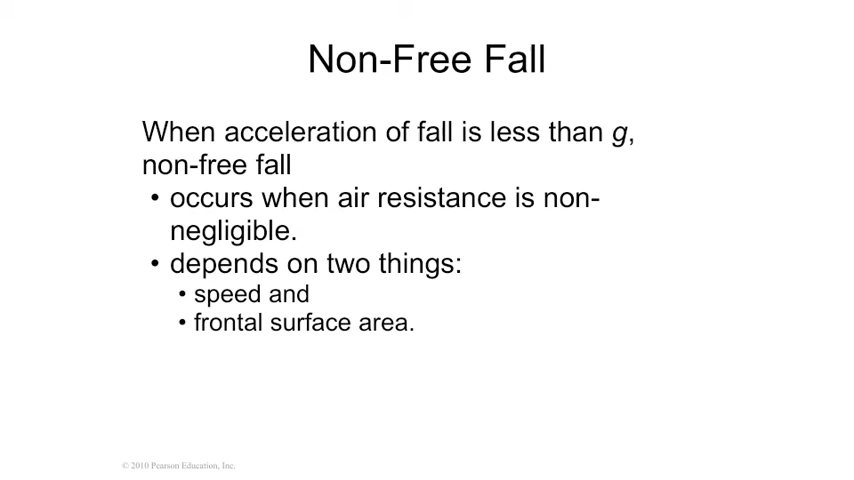 Non-Free Fall
When acceleration of fall is less than g,
non-free fall
• occurs when air resistance is non-
negligible.
• depends on two things:
• speed and
• frontal surface area.
© 2010 Pearson Education, Inc.